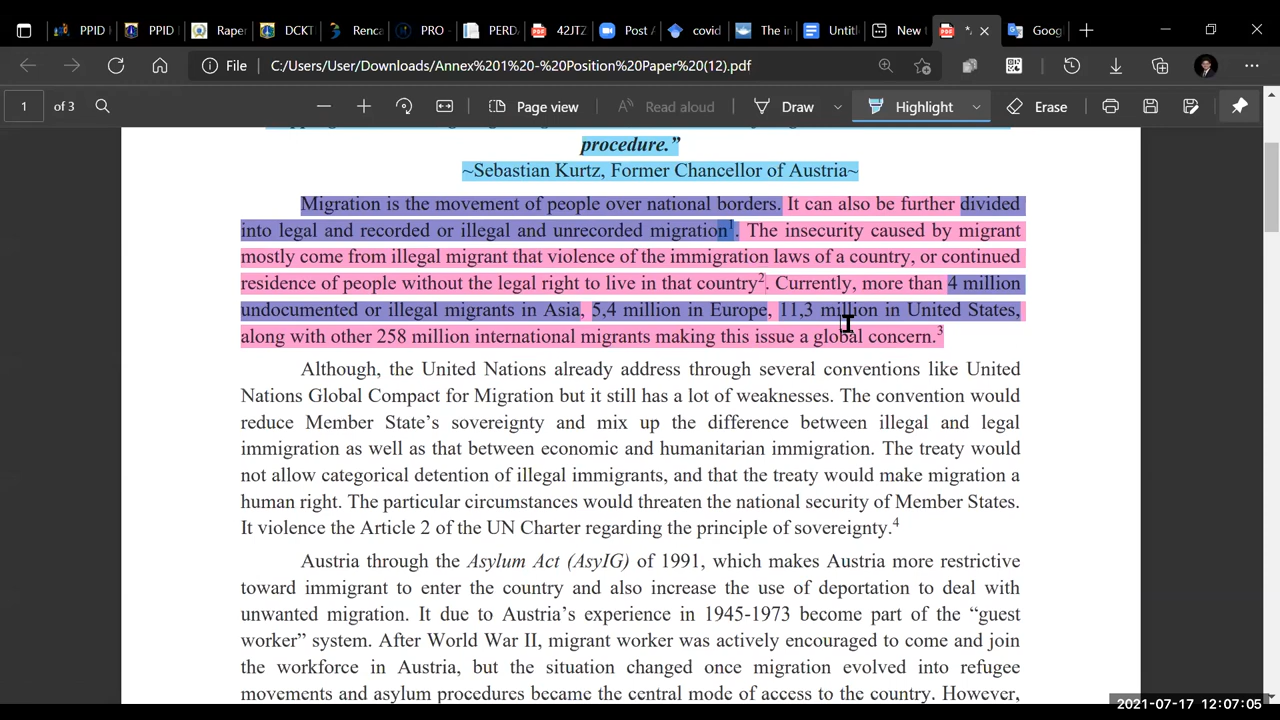 PPID
PPID
Raper
DCKT
Renca
PRO -
PERDA
42JTZ
Post A
covid
The in
Untitl
New t
*.
Goog
File
C:/Users/User/Downloads/Annex%201%20-%20Position%20Paper%20(12).pdf
1
of 3
Page view
Read aloud
Draw
Highlight
Erase
procedure.”
~Sebastian Kurtz, Former Chancellor of Austria~
Migration is the movement of people over national borders. It can also be further divided
into legal and recorded or illegal and unrecorded migration¹. The insecurity caused by migrant
mostly come from illegal migrant that violence of the immigration laws of a country, or continued
residence of people without the legal right to live in that country². Currently, more than 4 million
undocumented or illegal migrants in Asia, 5,4 million in Europe, 11,3 million in United States,
along with other 258 million international migrants making this issue a global concern.³
Although, the United Nations already address through several conventions like United
Nations Global Compact for Migration but it still has a lot of weaknesses. The convention would
reduce Member State’s sovereignty and mix up the difference between illegal and legal
immigration as well as that between economic and humanitarian immigration. The treaty would
not allow categorical detention of illegal immigrants, and that the treaty would make migration a
human right. The particular circumstances would threaten the national security of Member States.
It violence the Article 2 of the UN Charter regarding the principle of sovereignty.⁴
Austria through the Asylum Act (AsyIG) of 1991, which makes Austria more restrictive
toward immigrant to enter the country and also increase the use of deportation to deal with
unwanted migration. It due to Austria’s experience in 1945-1973 become part of the “guest
worker” system. After World War II, migrant worker was actively encouraged to come and join
the workforce in Austria, but the situation changed once migration evolved into refugee
movements and asylum procedures became the central mode of access to the country. However,
2021-07-17 12:07:05